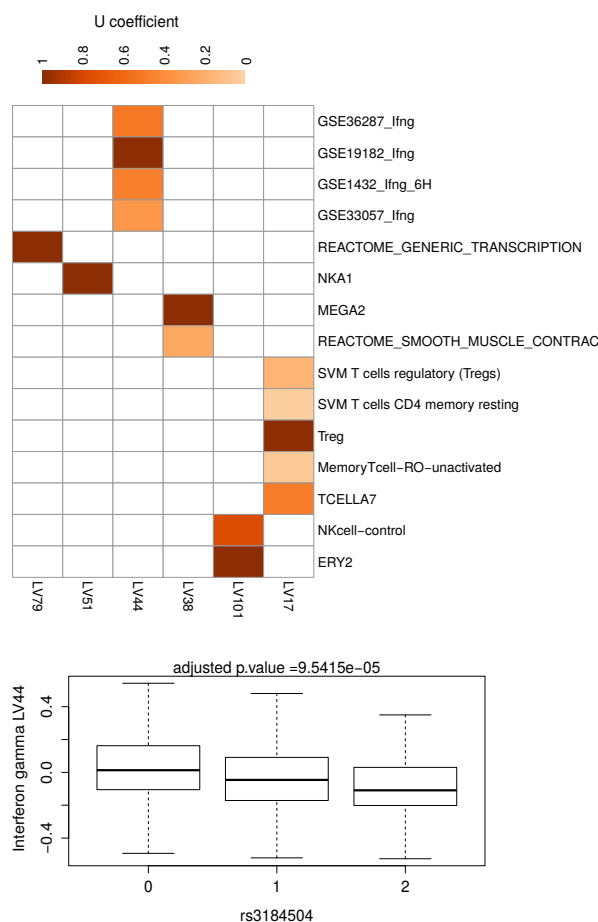 U coefficient
1 0.8 0.6 0.4 0.2 0
GSE36287_Ifng
GSE19182_Ifng
GSE1432_Ifng_6H
GSE33057_Ifng
REACTOME_GENERIC_TRANSCRIPTION
NKA1
MEGA2
REACTOME_SMOOTH_MUSCLE_CONTRAC
SVM T cells regulatory (Tregs)
SVM T cells CD4 memory resting
Treg
MemoryTcell−RO−unactivated
TCELLA7
NKcell−control
ERY2
LV79 LV51 LV44 LV38 LV101 LV17
adjusted p.value =9.5415e−05
Interferon gamma LV44
0.4
0.0
−0.4
0 1 2
rs3184504